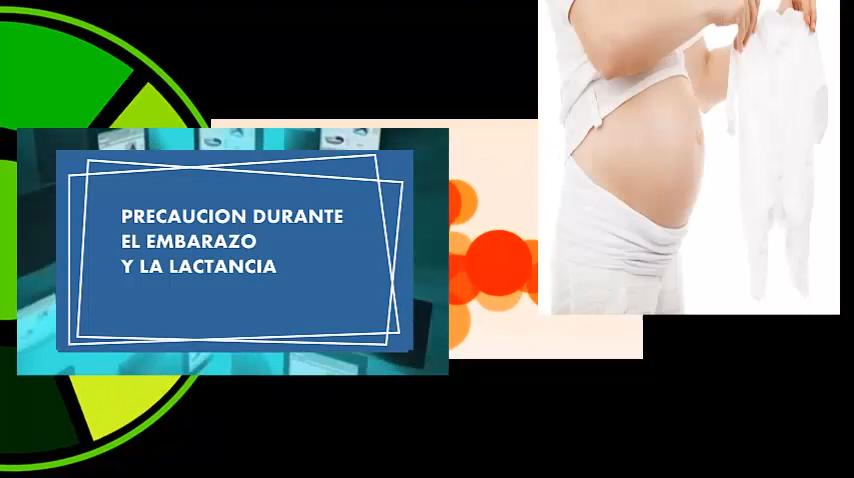 PRECAUCION DURANTE
EL EMBARAZO
Y LA LACTANCIA